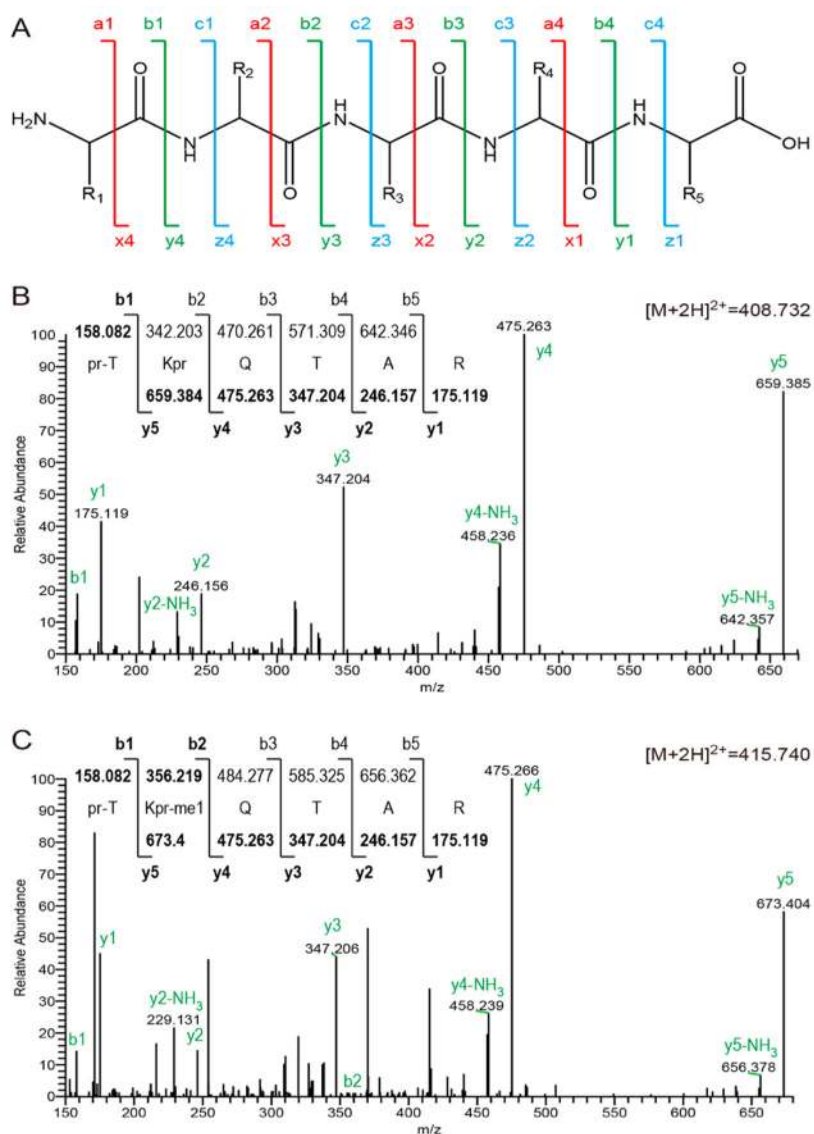 A
a1 b1 c1 a2 b2 c2 a3 b3 c3 a4 b4 c4
O R2 O R4 O
H2N N H H N O N H H N O OH
R1 O R3 O R5
x4 y4 z4 x3 y3 z3 x2 y2 z2 x1 y1 z1
B
b1 b2 b3 b4 b5
[M+2H]2+=408.732
158.082 342.203 470.261 571.309 642.346
pr-T Kpr Q T A R
659.384 475.263 347.204 246.157 175.119
y5 y4 y3 y2 y1
475.263
y4
y5
659.385
y3
347.204
y1
175.119
y4-NH3
458.236
b1
y2-NH3
y2
246.156
y5-NH3
642.357
Relative Abundance
100
90
80
70
60
50
40
30
20
10
0
150 200 250 300 350 400 450 500 550 600 650
m/z
C
b1 b2 b3 b4 b5
[M+2H]2+=415.740
158.082 356.219 484.277 585.325 656.362
pr-T Kpr-me1 Q T A R
673.4 475.263 347.204 246.157 175.119
y5 y4 y3 y2 y1
475.266
y4
y5
673.404
y1
y3
347.206
y2-NH3
229.131
y4-NH3
458.239
b1
y2
b2
y5-NH3
656.378
Relative Abundance
100
90
80
70
60
50
40
30
20
10
0
150 200 250 300 350 400 450 500 550 600 650
m/z